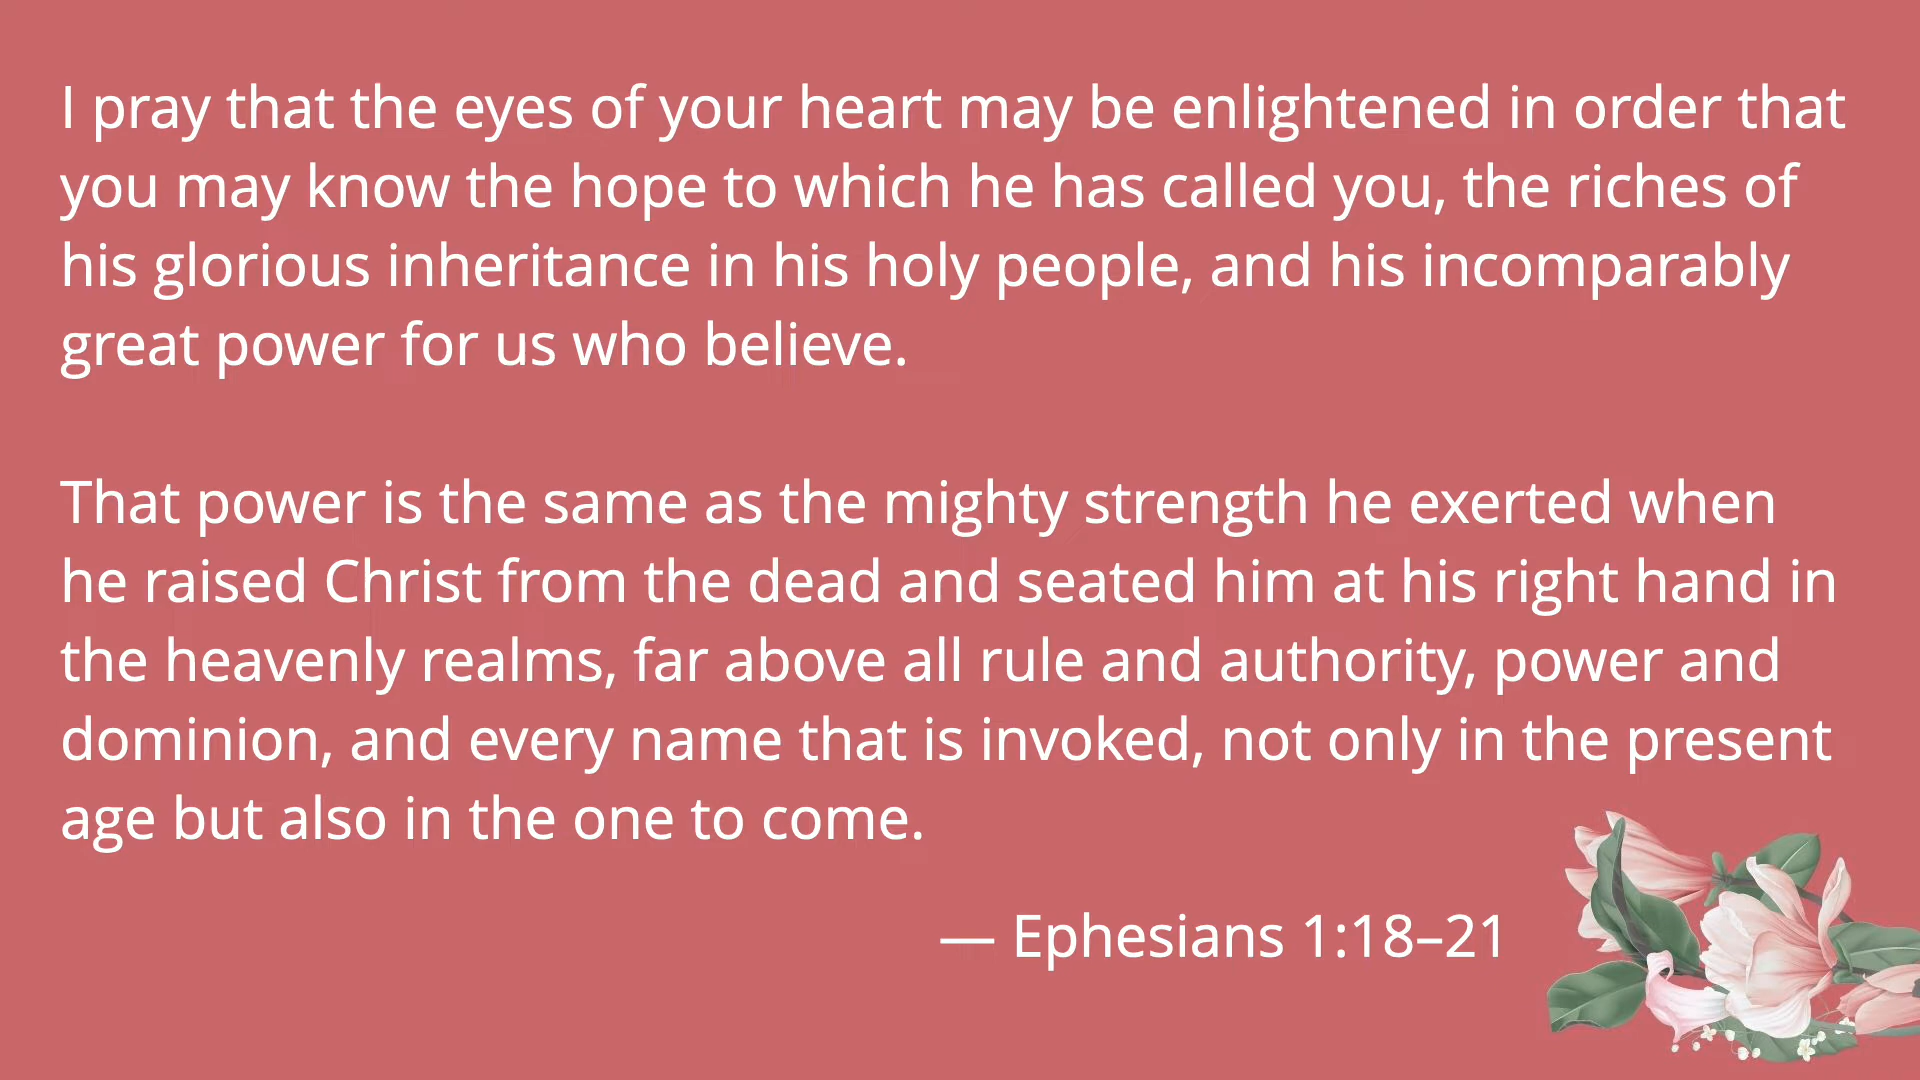 I pray that the eyes of your heart may be enlightened in order that
you may know the hope to which he has called you, the riches of
his glorious inheritance in his holy people, and his incomparably
great power for us who believe.
That power is the same as the mighty strength he exerted when
he raised Christ from the dead and seated him at his right hand in
the heavenly realms, far above all rule and authority, power and
dominion, and every name that is invoked, not only in the present
age but also in the one to come.
— Ephesians 1:18–21